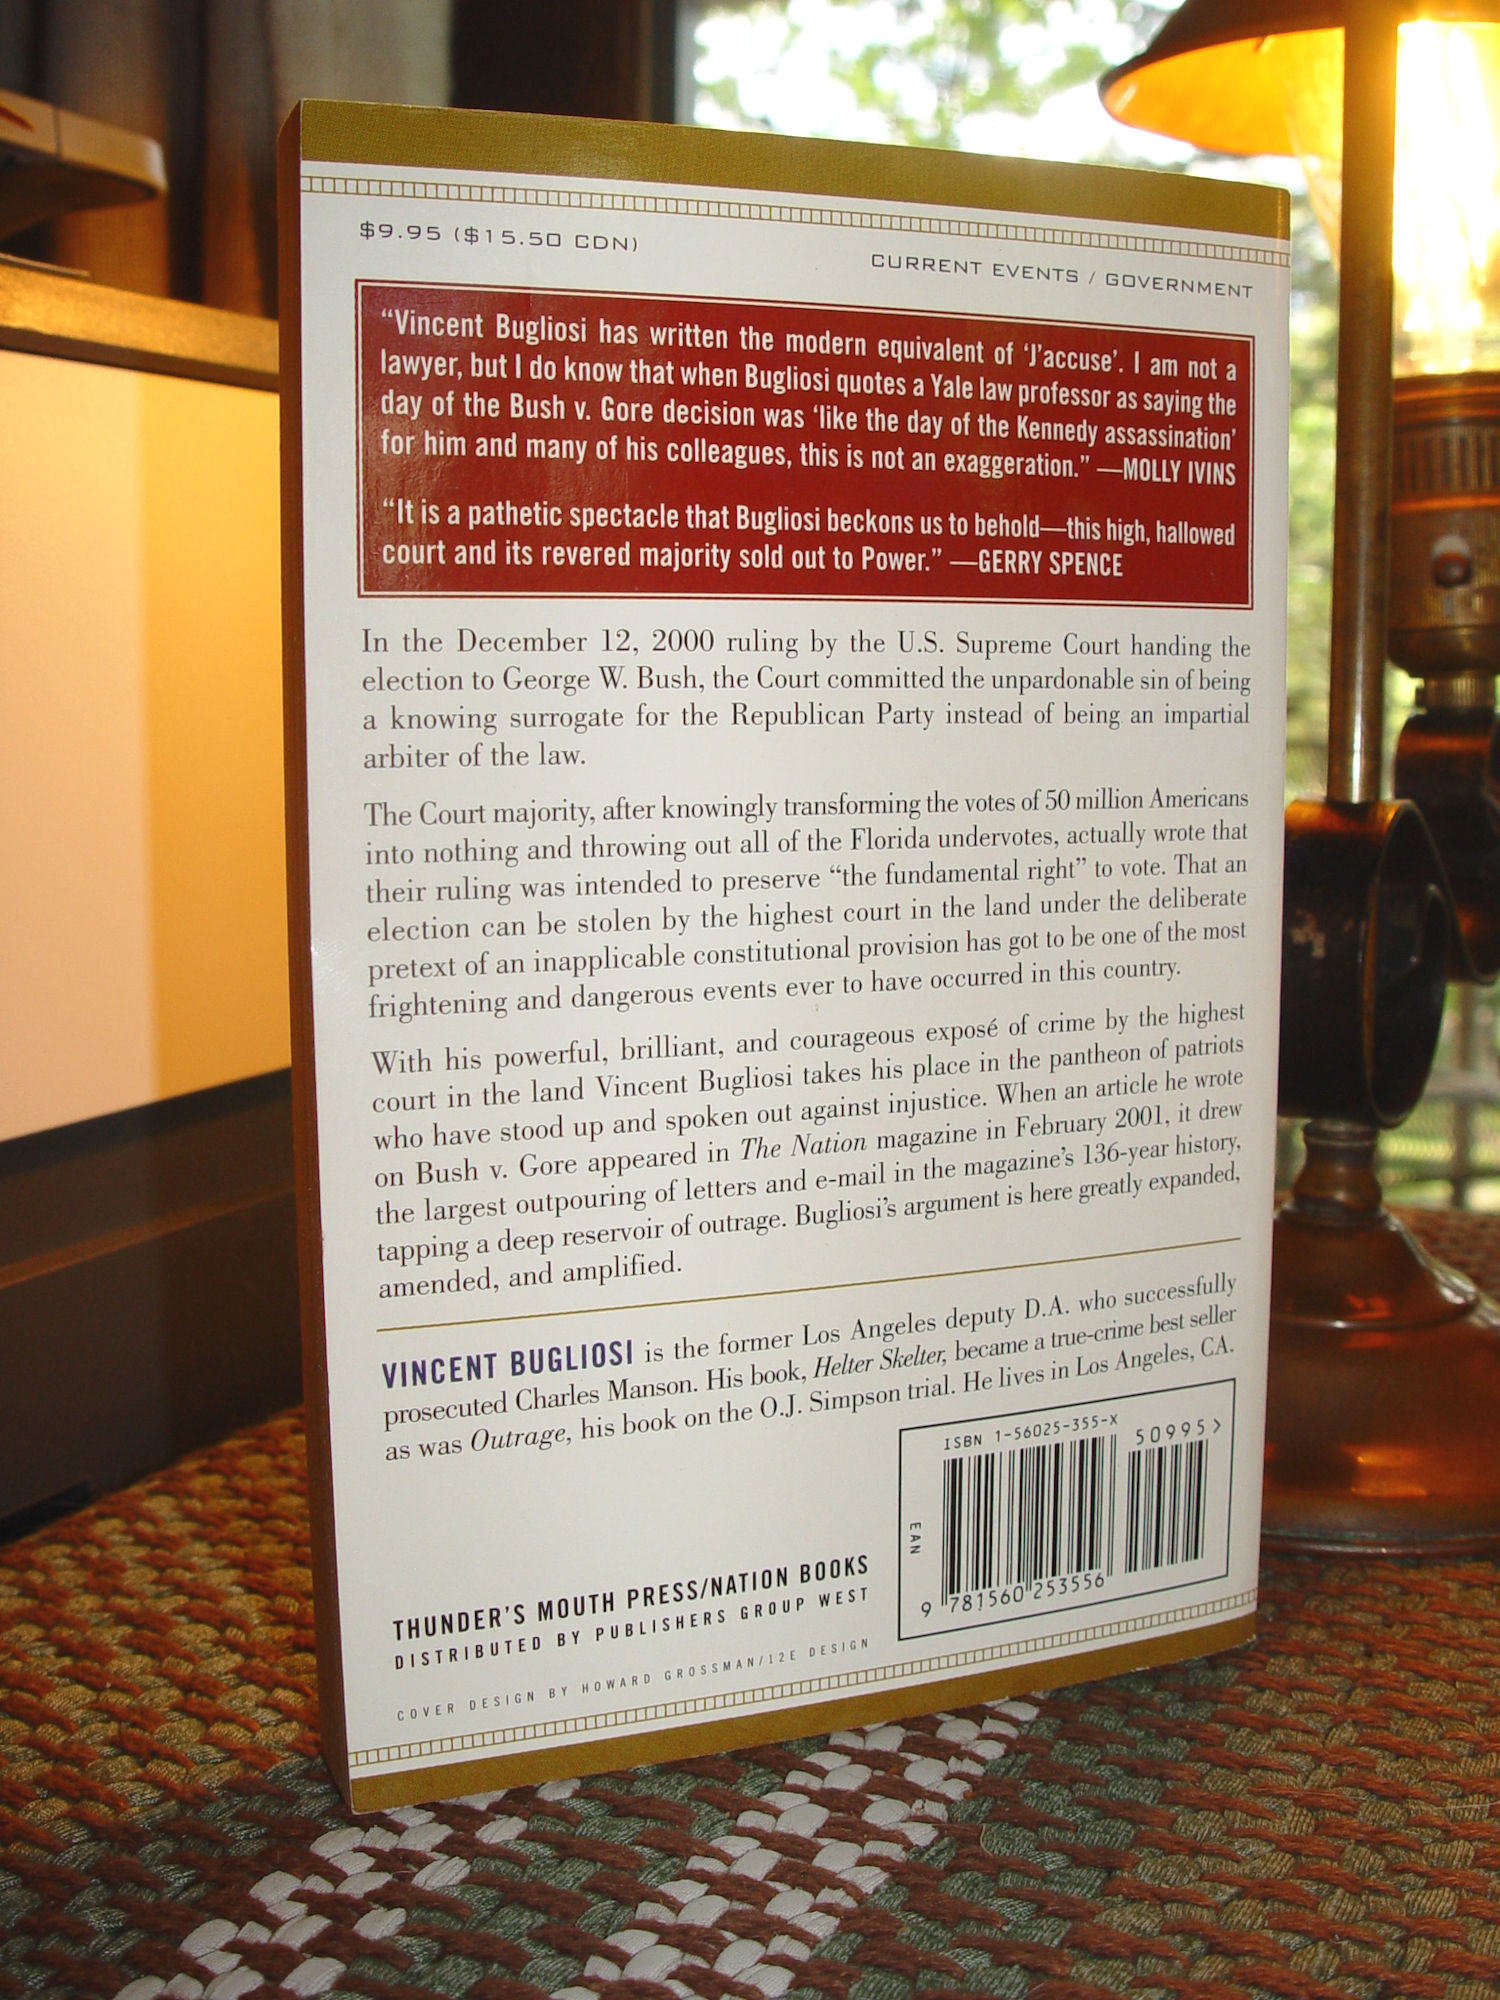 $9.95 ($15.50 CDN)
CURRENT EVENTS / GOVERNMENT
“Vincent Bugliosi has written the modern equivalent of ‘J’accuse’. I am not a
lawyer, but I do know that when Bugliosi quotes a Yale law professor as saying the
day of the Bush v. Gore decision was ‘like the day of the Kennedy assassination’
for him and many of his colleagues, this is not an exaggeration.” —MOLLY IVINS
“It is a pathetic spectacle that Bugliosi beckons us to behold—this high, hallowed
court and its revered majority sold out to Power.” —GERRY SPENCE
In the December 12, 2000 ruling by the U.S. Supreme Court handing the
election to George W. Bush, the Court committed the unpardonable sin of being
a knowing surrogate for the Republican Party instead of being an impartial
arbiter of the law.
The Court majority, after knowingly transforming the votes of 50 million Americans
into nothing and throwing out all of the Florida undervotes, actually wrote that
their ruling was intended to preserve “the fundamental right” to vote. That an
election can be stolen by the highest court in the land under the deliberate
pretext of an inapplicable constitutional provision has got to be one of the most
frightening and dangerous events ever to have occurred in this country.
With his powerful, brilliant, and courageous exposé of crime by the highest
court in the land Vincent Bugliosi takes his place in the pantheon of patriots
who have stood up and spoken out against injustice. When an article he wrote
on Bush v. Gore appeared in The Nation magazine in February 2001, it drew
the largest outpouring of letters and e-mail in the magazine’s 136-year history,
tapping a deep reservoir of outrage. Bugliosi’s argument is here greatly expanded,
amended, and amplified.
VINCENT BUGLIOSI is the former Los Angeles deputy D.A. who successfully
prosecuted Charles Manson. His book, Helter Skelter, became a true-crime best seller
as was Outrage, his book on the O.J. Simpson trial. He lives in Los Angeles, CA.
ISBN 1-56025-355-X
50995>
EAN
9 781560 253556
THUNDER’S MOUTH PRESS/NATION BOOKS
DISTRIBUTED BY PUBLISHERS GROUP WEST
COVER DESIGN BY HOWARD GROSSMAN/12E DESIGN